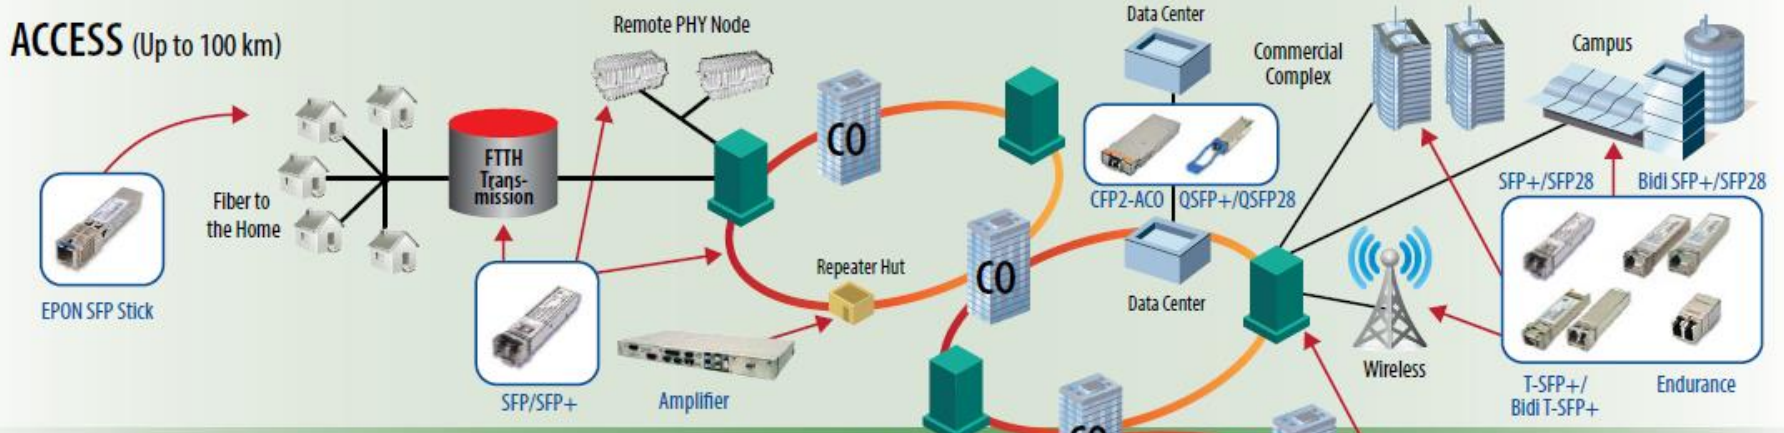 ACCESS (Up to 100 km)
Remote PHY Node
Data Center
Commercial
Complex
Campus
CO
FTTH
Trans-
mission
Fiber to
the Home
EPON SFP Stick
CFP2-ACO
QSFP+/QSFP28
SFP+/SFP28
Bidi SFP+/SFP28
Repeater Hut
CO
Data Center
Wireless
SFP/SFP+
Amplifier
T-SFP+/
Bidi T-SFP+
Endurance
CO